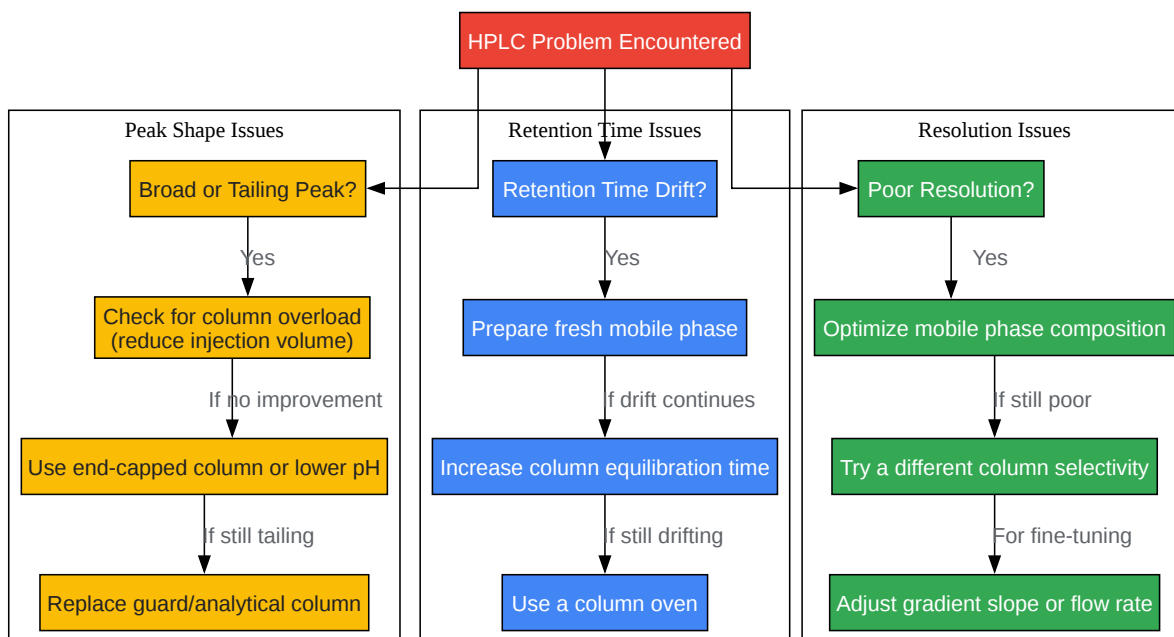 HPLC Problem Encountered
Peak Shape Issues
Retention Time Issues
Resolution Issues
Broad or Tailing Peak?
Retention Time Drift?
Poor Resolution?
Yes
Yes
Yes
Check for column overload
(reduce injection volume)
Prepare fresh mobile phase
Optimize mobile phase composition
If no improvement
If drift continues
If still poor
Use end-capped column or lower pH
Increase column equilibration time
Try a different column selectivity
If still tailing
If still drifting
For fine-tuning
Replace guard/analytical column
Use a column oven
Adjust gradient slope or flow rate